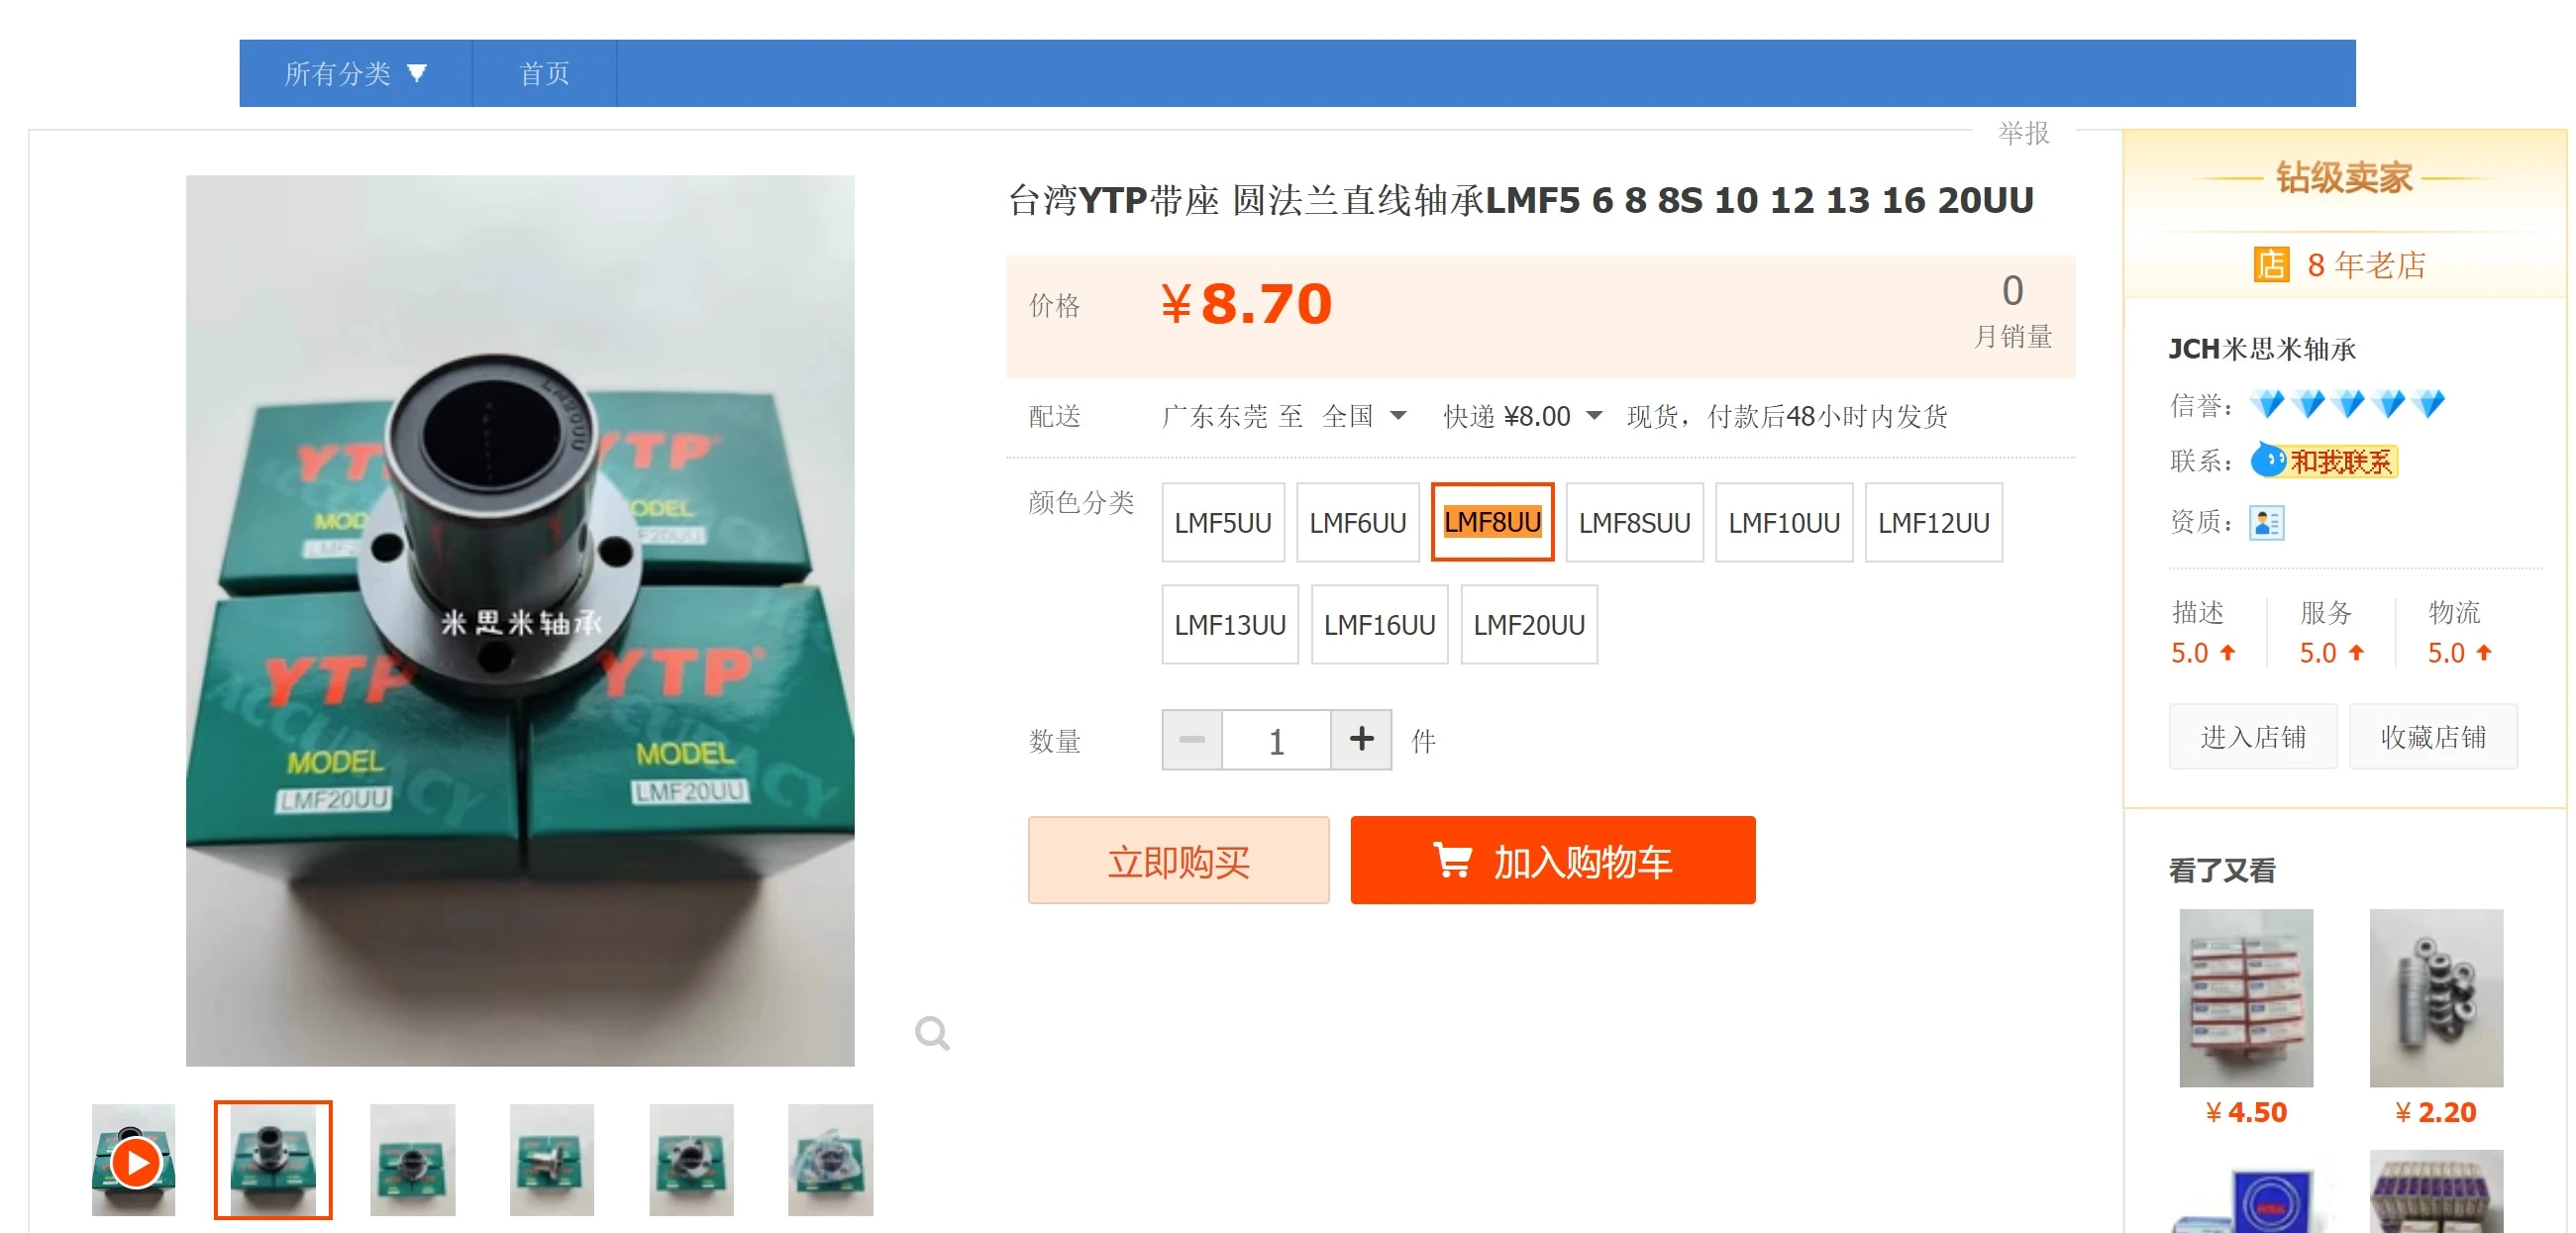 所有分类
首页
举报
台湾YTP带座 圆法兰直线轴承LMF5 6 8 8S 10 12 13 16 20UU
价格
¥8.70
0
月销量
配送
广东东莞 至 全国
快递 ¥8.00
现货，付款后48小时内发货
颜色分类
LMF5UU
LMF6UU
LMF8UU
LMF8SUU
LMF10UU
LMF12UU
LMF13UU
LMF16UU
LMF20UU
数量
1
件
立即购买
加入购物车
LM20UU
YTP
MODEL
米思米轴承
YTP
YTP
ACCURACY
MODEL
MODEL
LMF20UU
LMF20UU
钻级卖家
店 8 年老店
JCH米思米轴承
信誉：
联系： 和我联系
资质：
描述
服务
物流
5.0
5.0
5.0
进入店铺
收藏店铺
看了又看
¥ 4.50
¥ 2.20